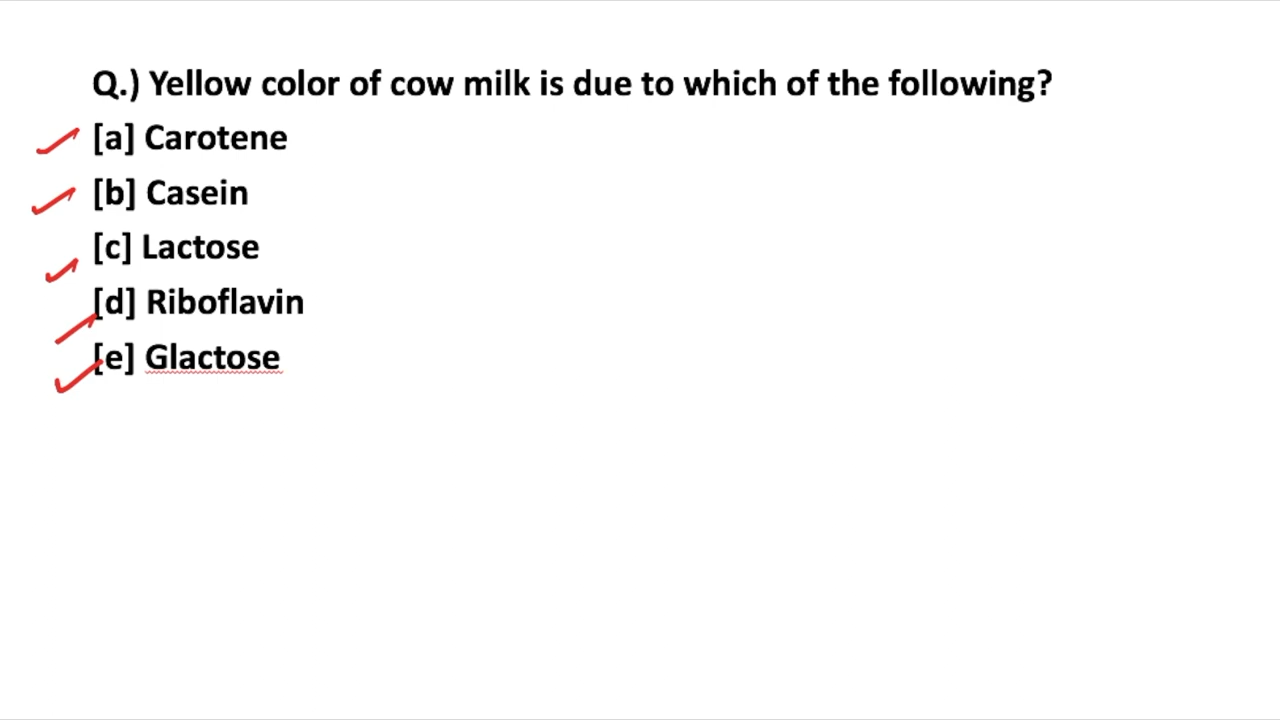 Q.) Yellow color of cow milk is due to which of the following?
[a] Carotene
[b] Casein
[c] Lactose
[d] Riboflavin
[e] Glactose